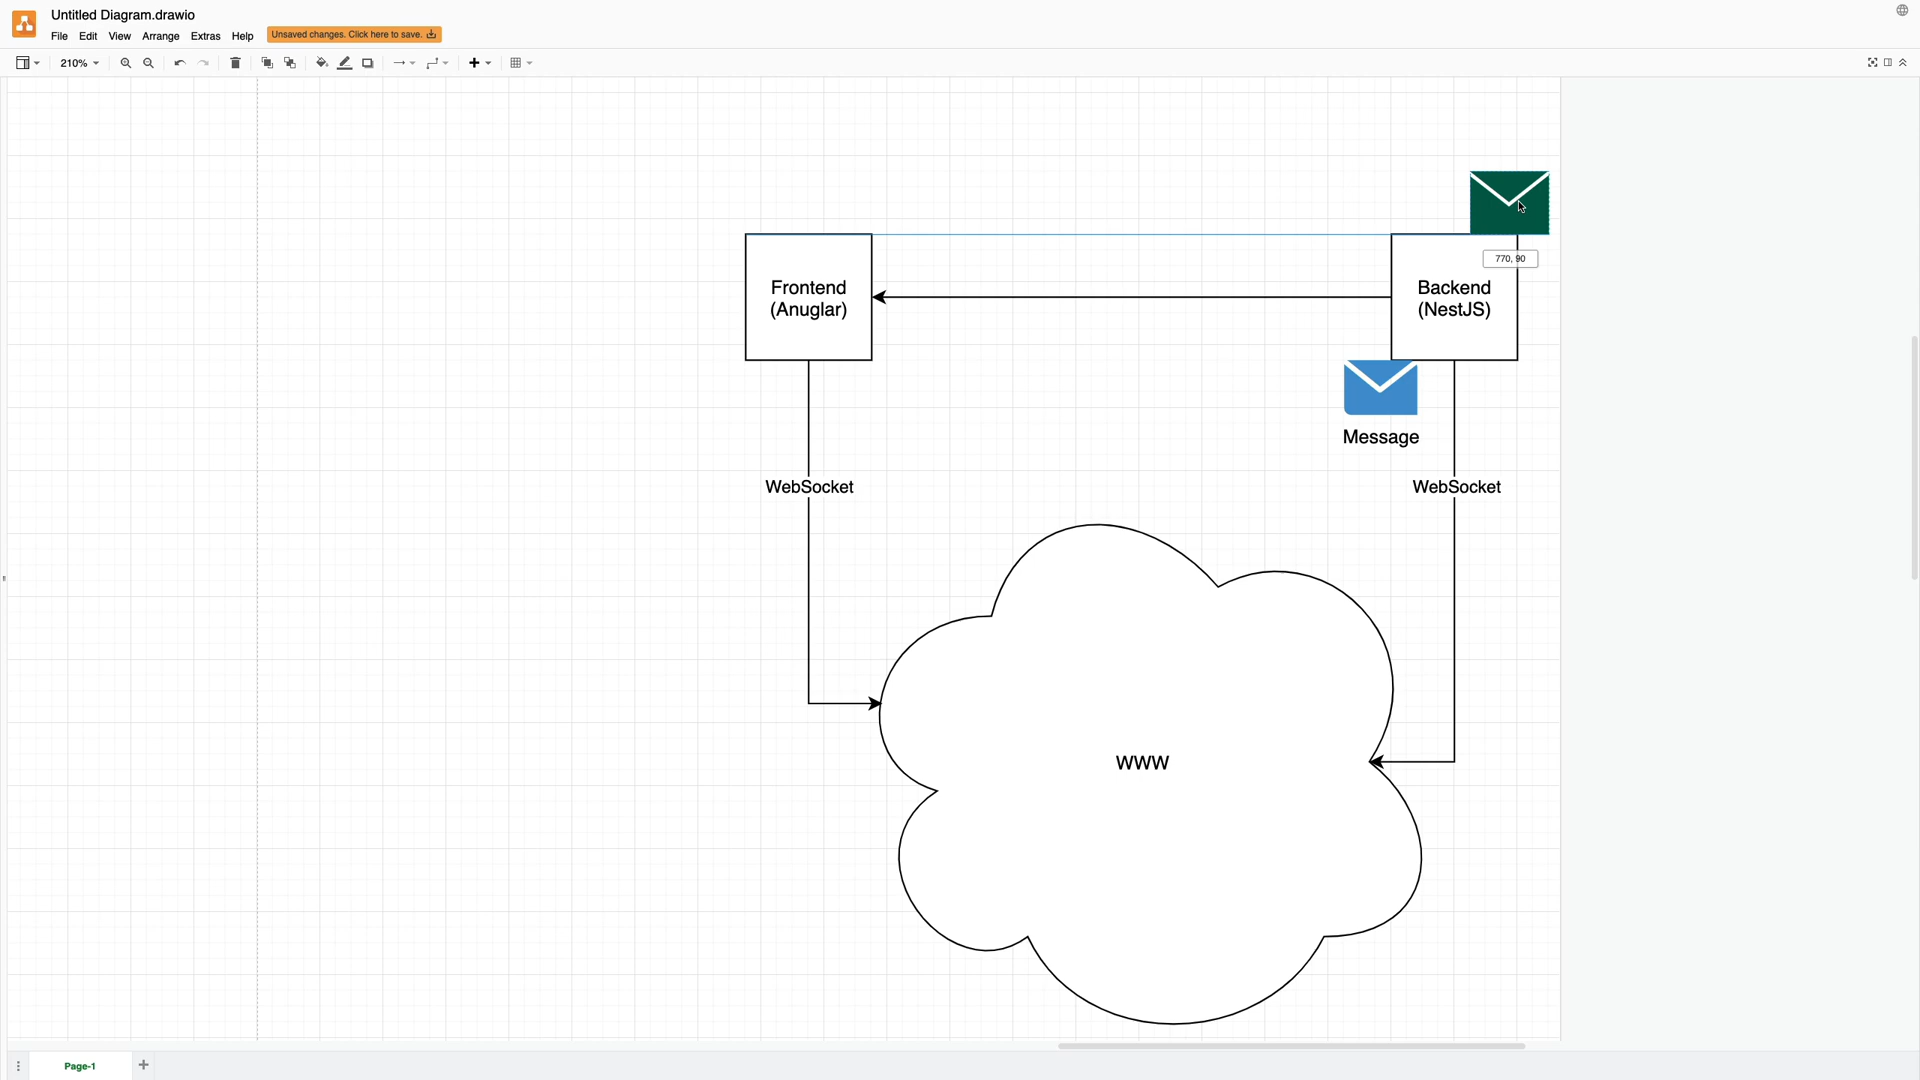 Untitled Diagram.drawio
File Edit View Arrange Extras Help Unsaved changes. Click here to save.
210%
770, 90
Frontend
(Anuglar)
Backend
(NestJS)
Message
WebSocket
WebSocket
WWW
Page-1